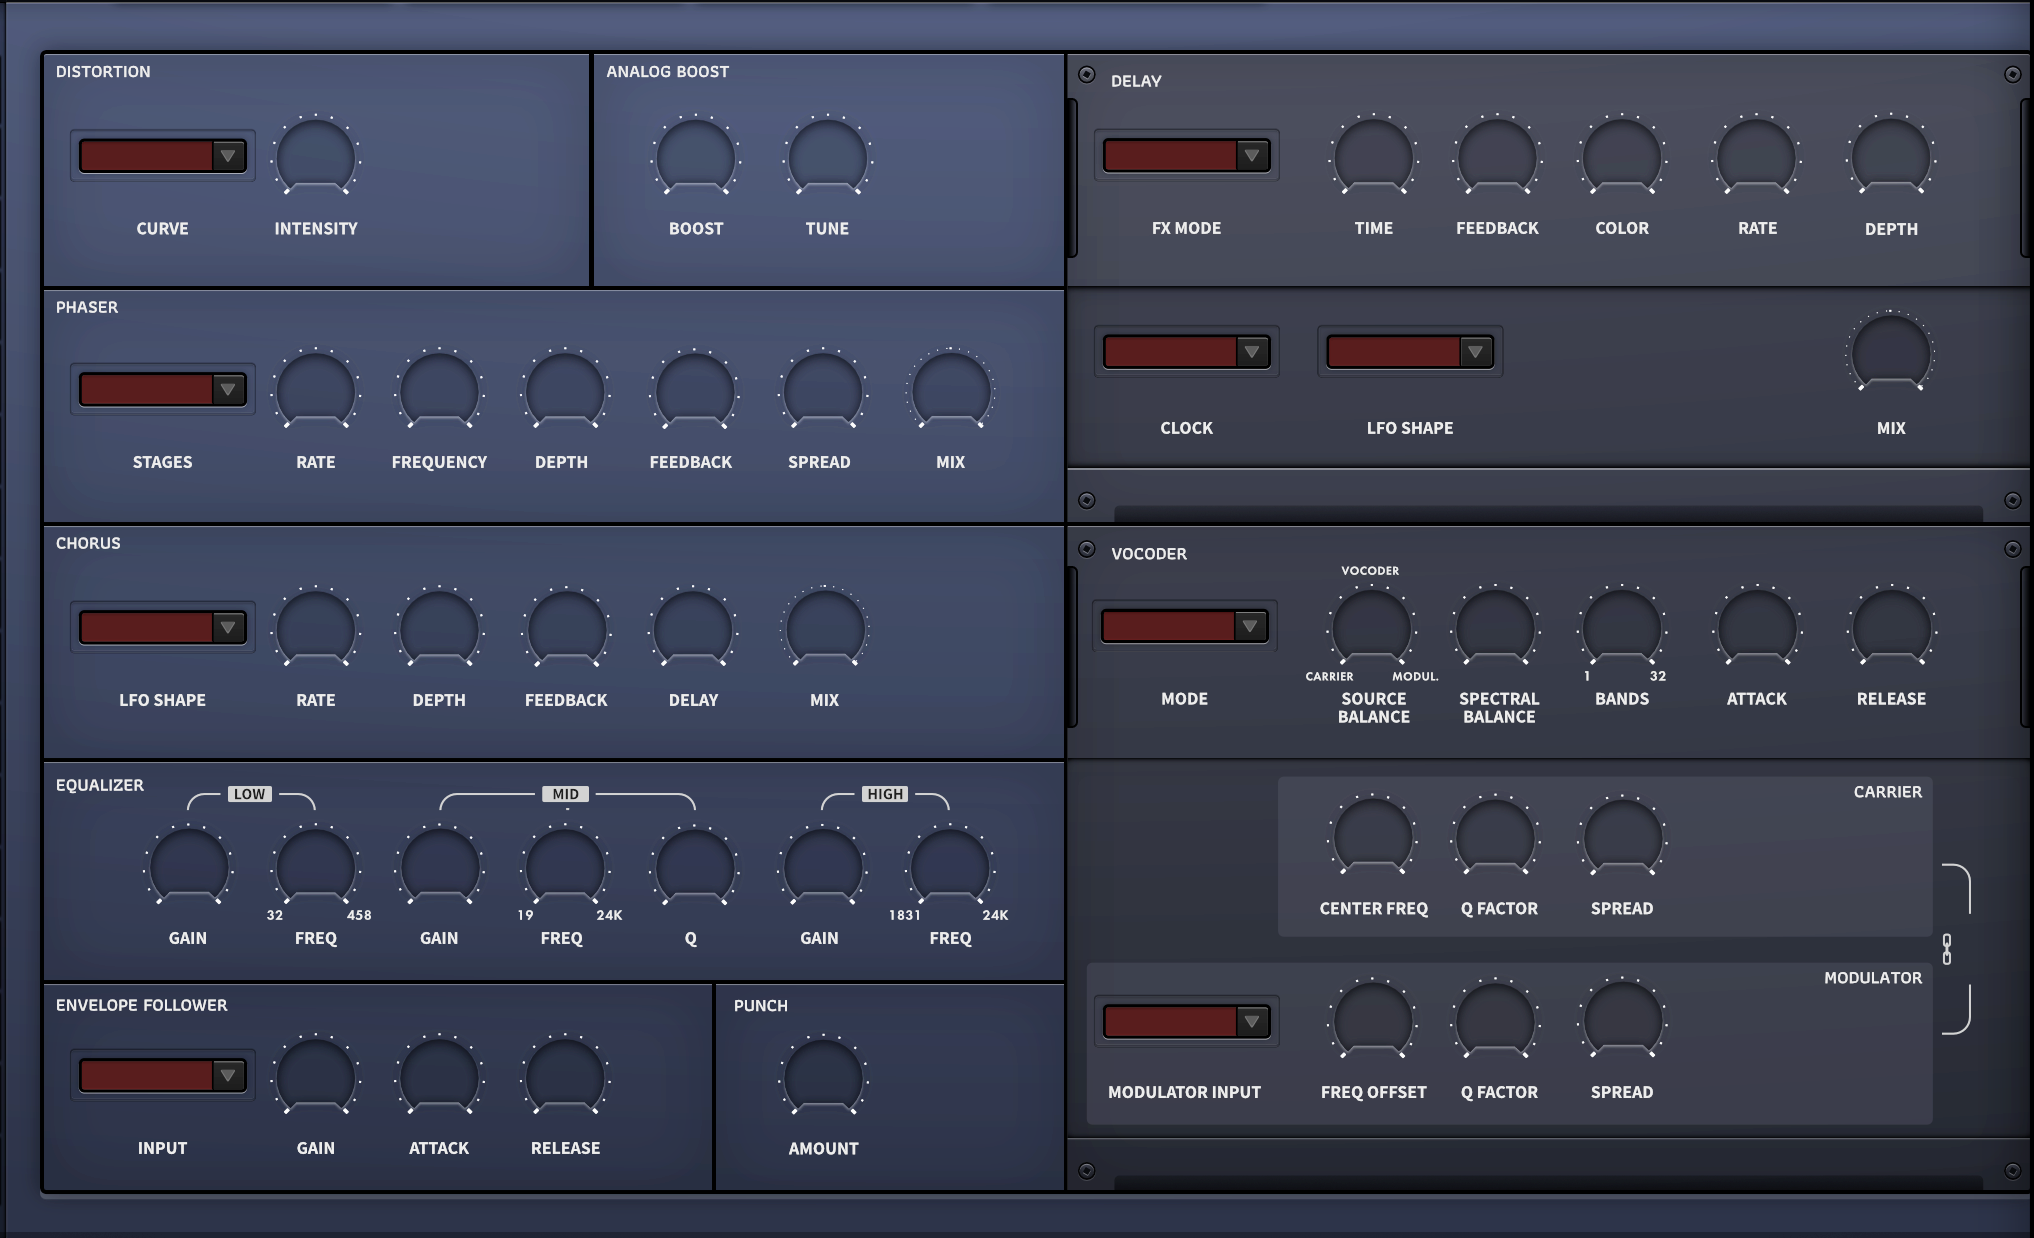 DISTORTION
CURVE
INTENSITY
ANALOG BOOST
BOOST
TUNE
PHASER
STAGES
RATE
FREQUENCY
DEPTH
FEEDBACK
SPREAD
MIX
CHORUS
LFO SHAPE
RATE
DEPTH
FEEDBACK
DELAY
MIX
EQUALIZER
LOW
MID
HIGH
32
458
19
24K
1831
24K
GAIN
FREQ
GAIN
FREQ
Q
GAIN
FREQ
ENVELOPE FOLLOWER
INPUT
GAIN
ATTACK
RELEASE
PUNCH
AMOUNT
DELAY
FX MODE
TIME
FEEDBACK
COLOR
RATE
DEPTH
CLOCK
LFO SHAPE
MIX
VOCODER
VOCODER
CARRIER
MODUL.
1
32
MODE
SOURCE
BALANCE
SPECTRAL
BALANCE
BANDS
ATTACK
RELEASE
CARRIER
CENTER FREQ
Q FACTOR
SPREAD
MODULATOR
MODULATOR INPUT
FREQ OFFSET
Q FACTOR
SPREAD